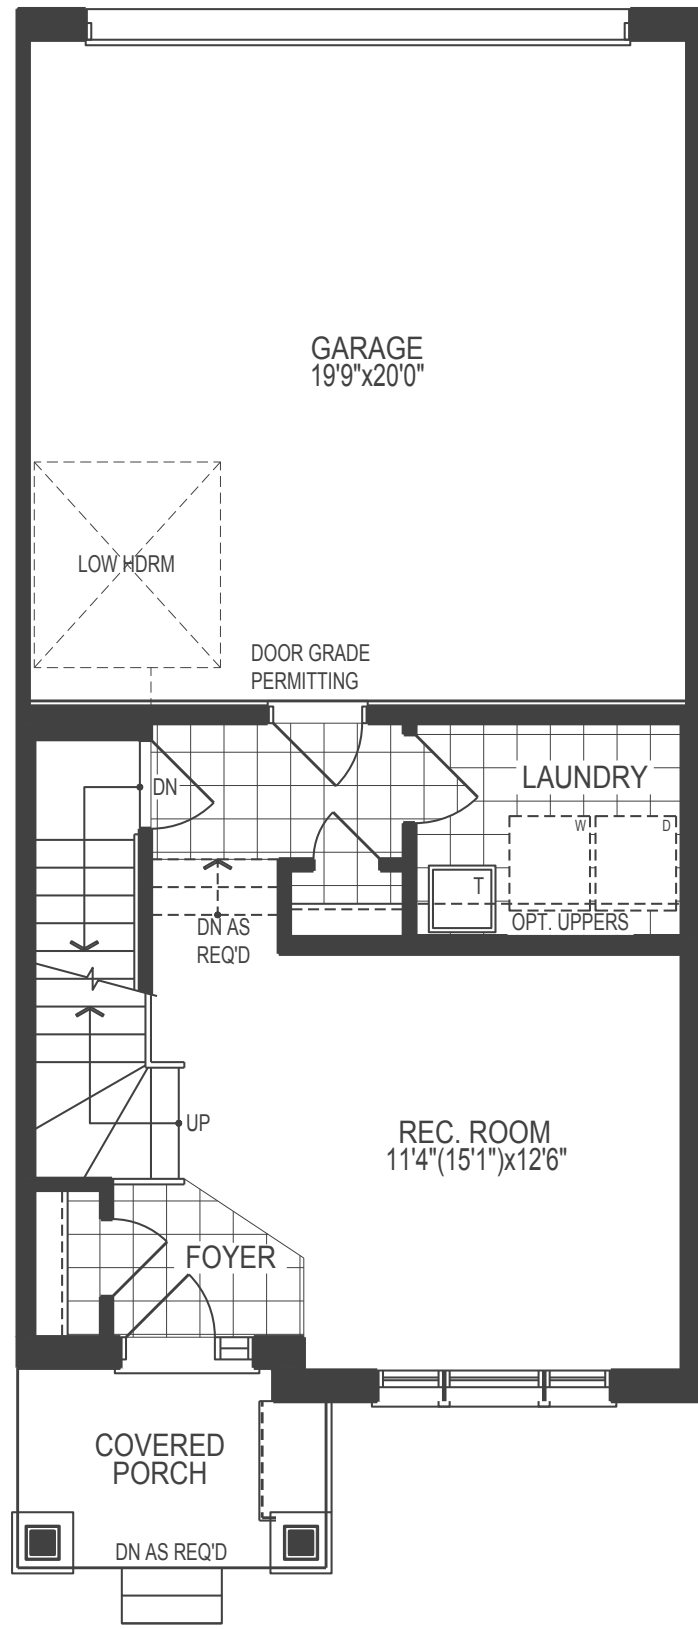 GARAGE
19'9"x20'0"
LOW HDRM
DOOR GRADE
PERMITTING
DN
LAUNDRY
W
D
T
OPT. UPPERS
DN AS
REQ'D
UP
REC. ROOM
11'4"(15'1")x12'6"
FOYER
COVERED
PORCH
DN AS REQ'D